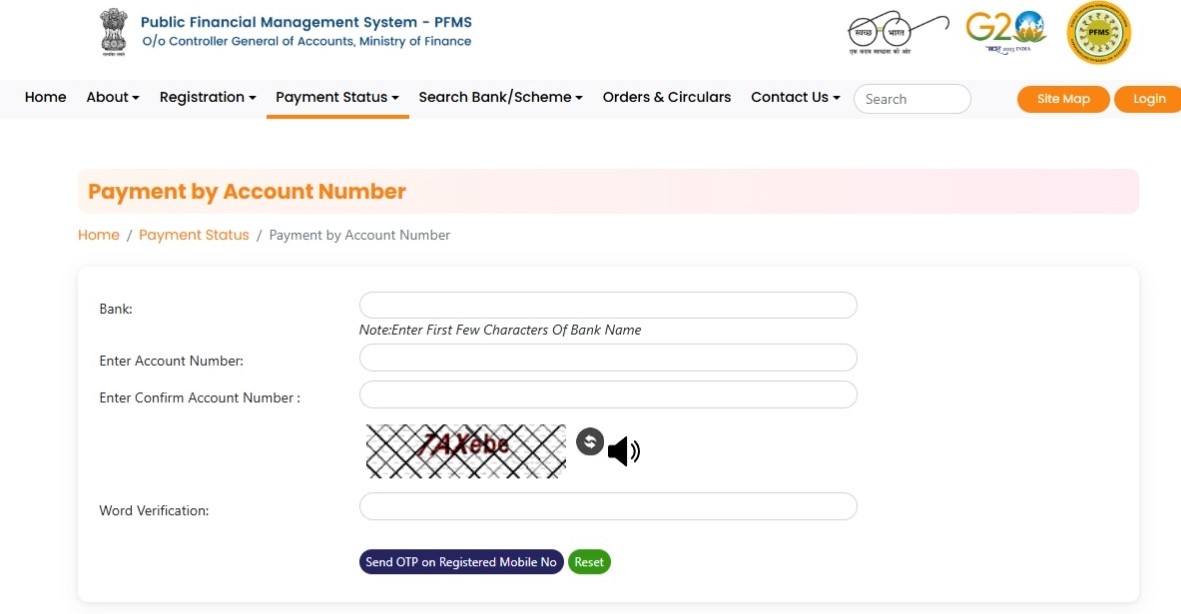 Public Financial Management System - PFMS
O/o Controller General of Accounts, Ministry of Finance
स्वच्छ भारत
एक कदम स्वच्छता की ओर
G20
PFMS
Home About Registration Payment Status Search Bank/Scheme Orders & Circulars Contact Us Search Site Map Login
Payment by Account Number
Home / Payment Status / Payment by Account Number
Bank:
Note:Enter First Few Characters Of Bank Name
Enter Account Number:
Enter Confirm Account Number :
Word Verification:
Send OTP on Registered Mobile No Reset